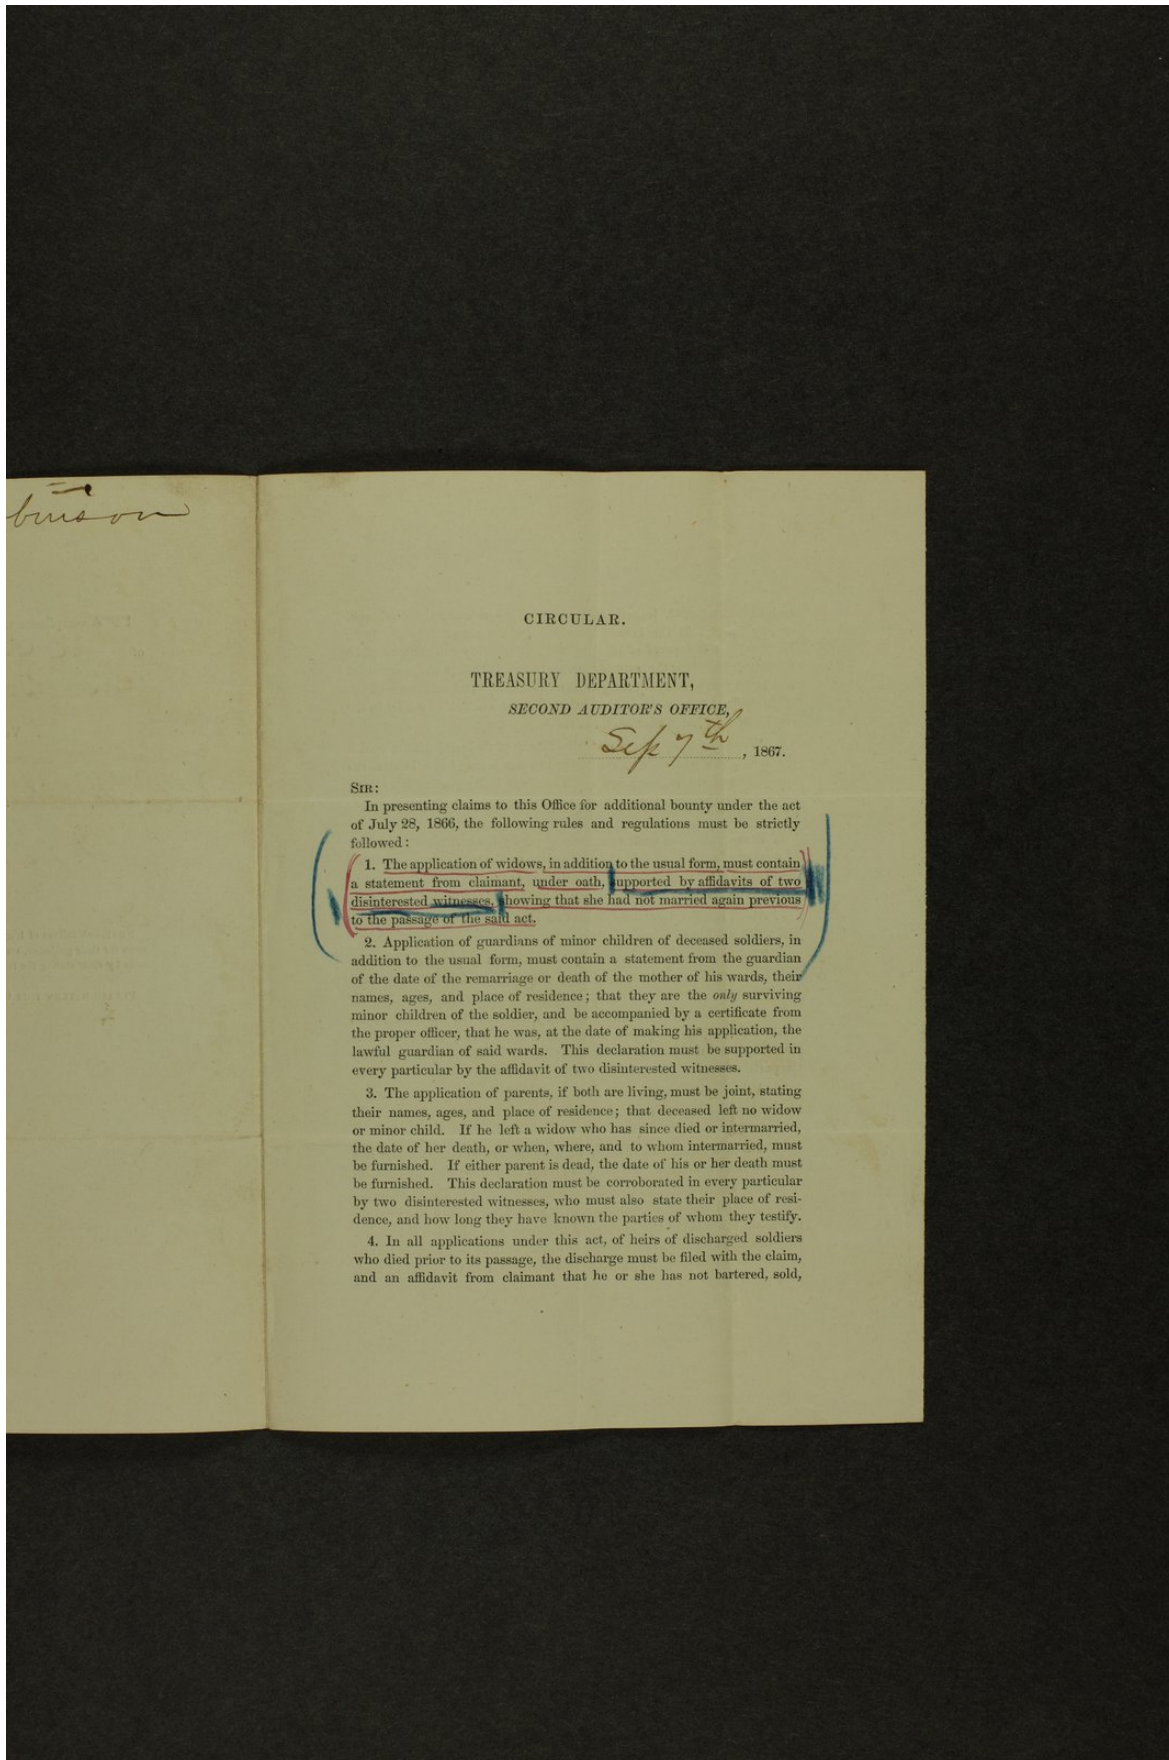 binson
CIRCULAR.
TREASURY DEPARTMENT,
SECOND AUDITOR'S OFFICE,
Sep 7th, 1867.
SIR:
In presenting claims to this Office for additional bounty under the act
of July 28, 1866, the following rules and regulations must be strictly
followed:
1. The application of widows, in addition to the usual form, must contain
a statement from claimant, under oath, supported by affidavits of two
disinterested witnesses, showing that she had not married again previous
to the passage of the said act.
2. Application of guardians of minor children of deceased soldiers, in
addition to the usual form, must contain a statement from the guardian
of the date of the remarriage or death of the mother of his wards, their
names, ages, and place of residence; that they are the only surviving
minor children of the soldier, and be accompanied by a certificate from
the proper officer, that he was, at the date of making his application, the
lawful guardian of said wards. This declaration must be supported in
every particular by the affidavit of two disinterested witnesses.
3. The application of parents, if both are living, must be joint, stating
their names, ages, and place of residence; that deceased left no widow
or minor child. If he left a widow who has since died or intermarried,
the date of her death, or when, where, and to whom intermarried, must
be furnished. If either parent is dead, the date of his or her death must
be furnished. This declaration must be corroborated in every particular
by two disinterested witnesses, who must also state their place of resi-
dence, and how long they have known the parties of whom they testify.
4. In all applications under this act, of heirs of discharged soldiers
who died prior to its passage, the discharge must be filed with the claim,
and an affidavit from claimant that he or she has not bartered, sold,